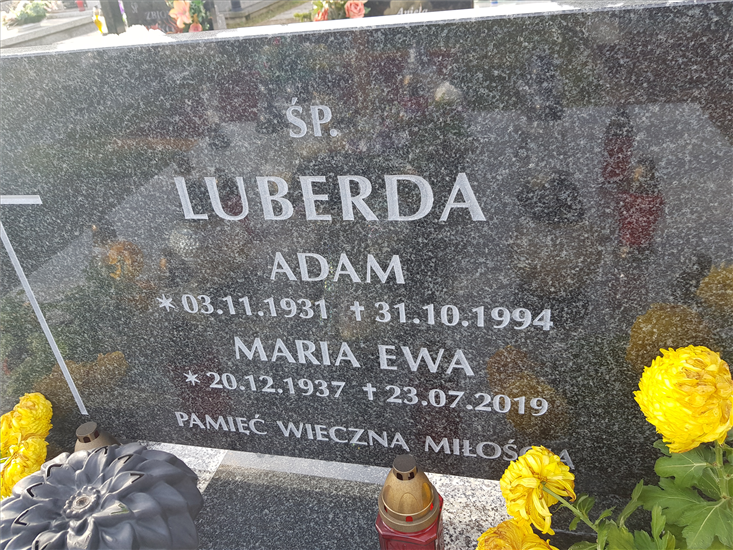 ŚP.
LUBERDA
ADAM
* 03.11.1931 † 31.10.1994
MARIA EWA
* 20.12.1937 † 23.07.2019
PAMIĘĆ WIECZNA MIŁOŚCIĄ